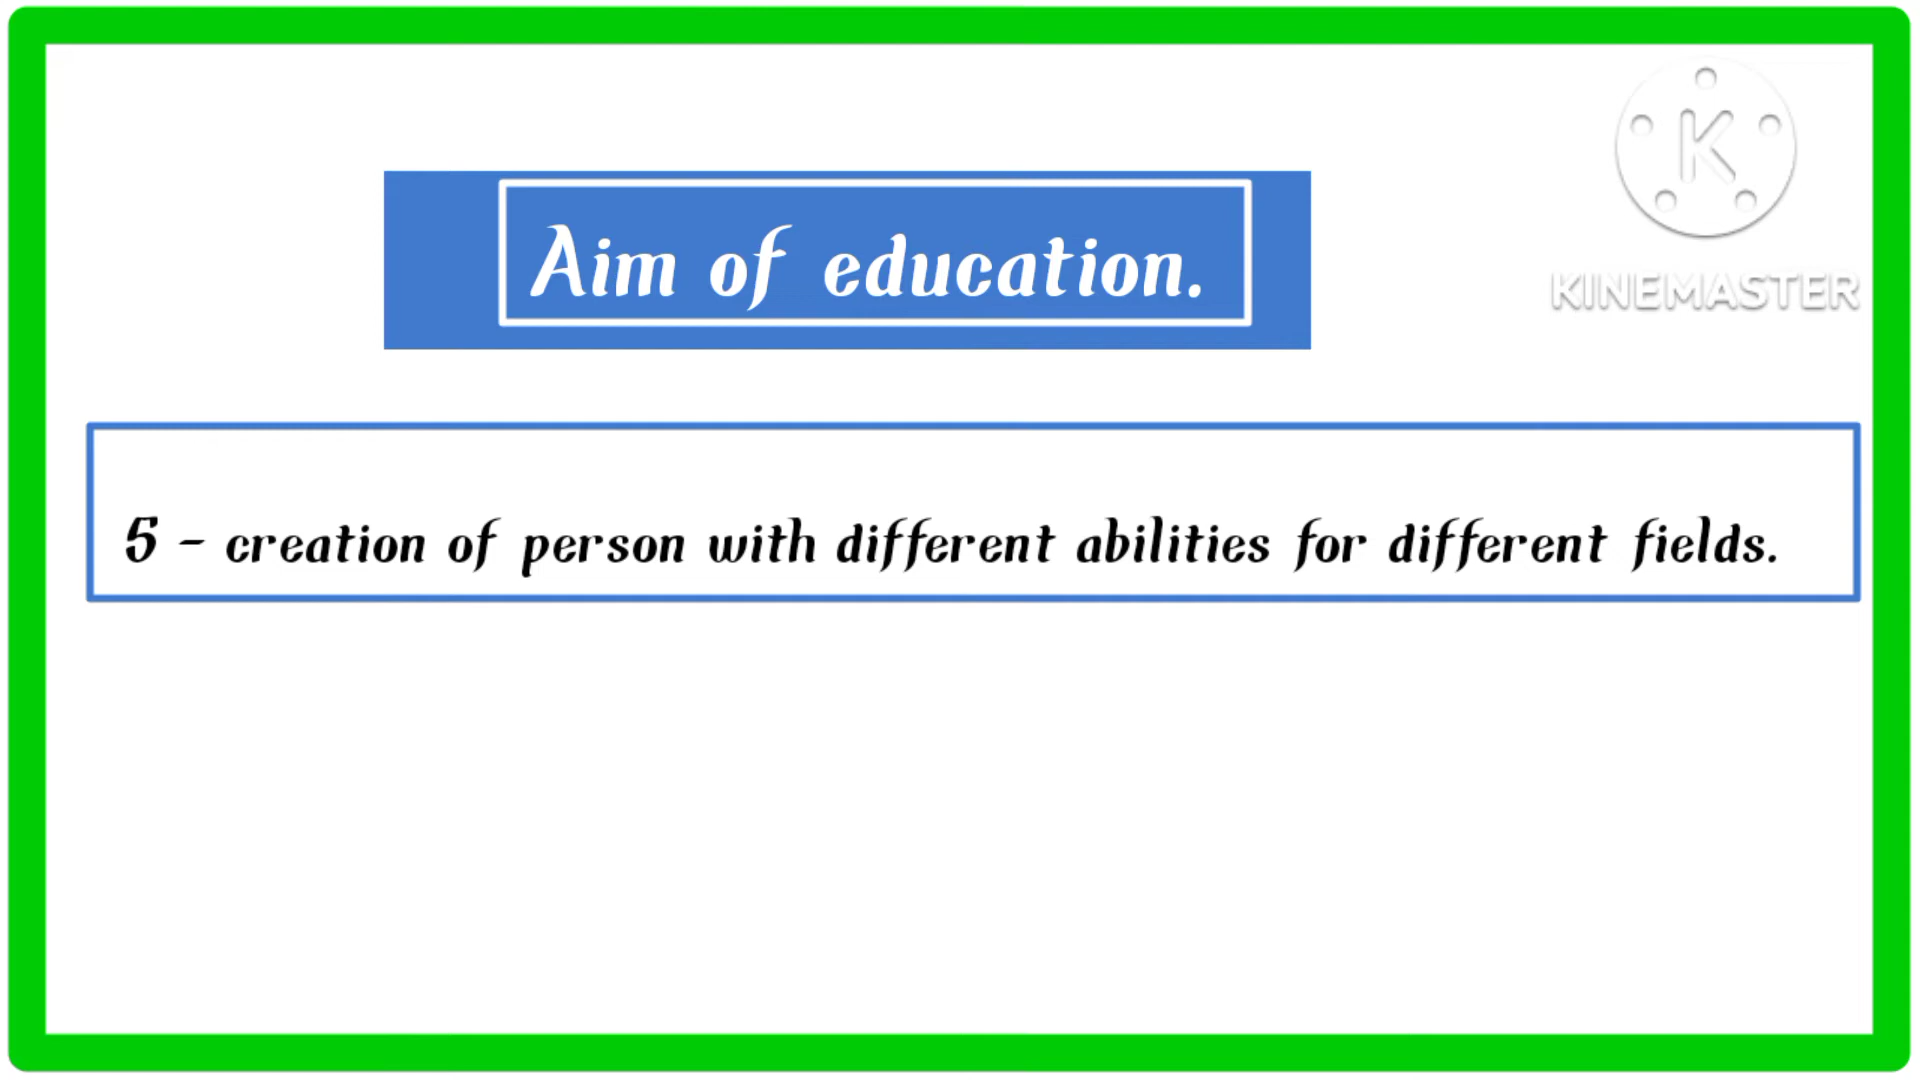 Aim of education.
K
KINEMASTER
5 - creation of person with different abilities for different fields.